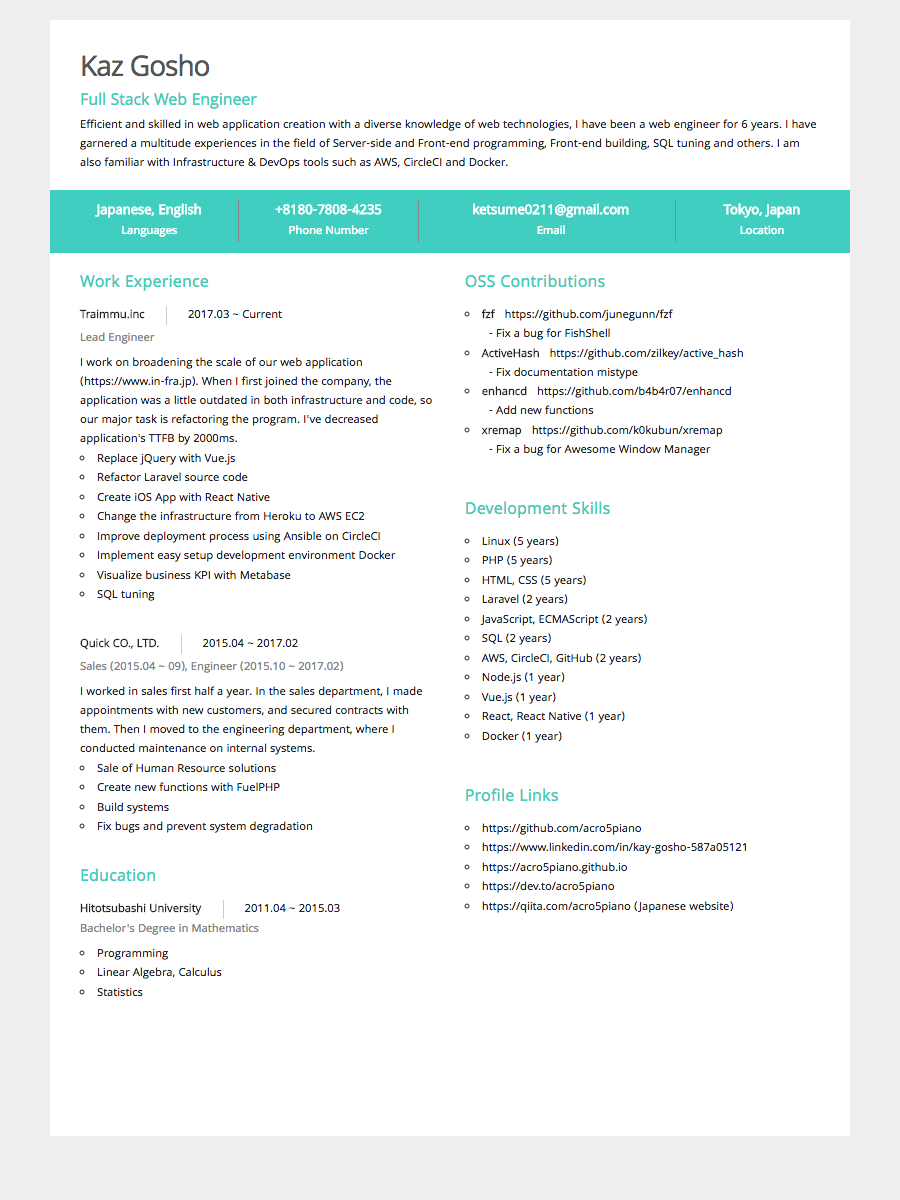 Kaz Gosho
Full Stack Web Engineer
Efficient and skilled in web application creation with a diverse knowledge of web technologies, I have been a web engineer for 6 years. I have
garnered a multitude experiences in the field of Server-side and Front-end programming, Front-end building, SQL tuning and others. I am
also familiar with Infrastructure & DevOps tools such as AWS, CircleCI and Docker.
Japanese, English
Languages
+8180-7808-4235
Phone Number
ketsume0211@gmail.com
Email
Tokyo, Japan
Location
Work Experience
Traimmu.inc 2017.03 ~ Current
Lead Engineer
I work on broadening the scale of our web application
(https://www.in-fra.jp). When I first joined the company, the
application was a little outdated in both infrastructure and code, so
our major task is refactoring the program. I've decreased
application's TTFB by 2000ms.
Replace jQuery with Vue.js
Refactor Laravel source code
Create iOS App with React Native
Change the infrastructure from Heroku to AWS EC2
Improve deployment process using Ansible on CircleCI
Implement easy setup development environment Docker
Visualize business KPI with Metabase
SQL tuning
Quick CO., LTD. 2015.04 ~ 2017.02
Sales (2015.04 ~ 09), Engineer (2015.10 ~ 2017.02)
I worked in sales first half a year. In the sales department, I made
appointments with new customers, and secured contracts with
them. Then I moved to the engineering department, where I
conducted maintenance on internal systems.
Sale of Human Resource solutions
Create new functions with FuelPHP
Build systems
Fix bugs and prevent system degradation
Education
Hitotsubashi University 2011.04 ~ 2015.03
Bachelor's Degree in Mathematics
Programming
Linear Algebra, Calculus
Statistics
OSS Contributions
fzf https://github.com/junegunn/fzf
- Fix a bug for FishShell
ActiveHash https://github.com/zilkey/active_hash
- Fix documentation mistype
enhancd https://github.com/b4b4r07/enhancd
- Add new functions
xremap https://github.com/k0kubun/xremap
- Fix a bug for Awesome Window Manager
Development Skills
Linux (5 years)
PHP (5 years)
HTML, CSS (5 years)
Laravel (2 years)
JavaScript, ECMAScript (2 years)
SQL (2 years)
AWS, CircleCI, GitHub (2 years)
Node.js (1 year)
Vue.js (1 year)
React, React Native (1 year)
Docker (1 year)
Profile Links
https://github.com/acro5piano
https://www.linkedin.com/in/kay-gosho-587a05121
https://acro5piano.github.io
https://dev.to/acro5piano
https://qiita.com/acro5piano (Japanese website)